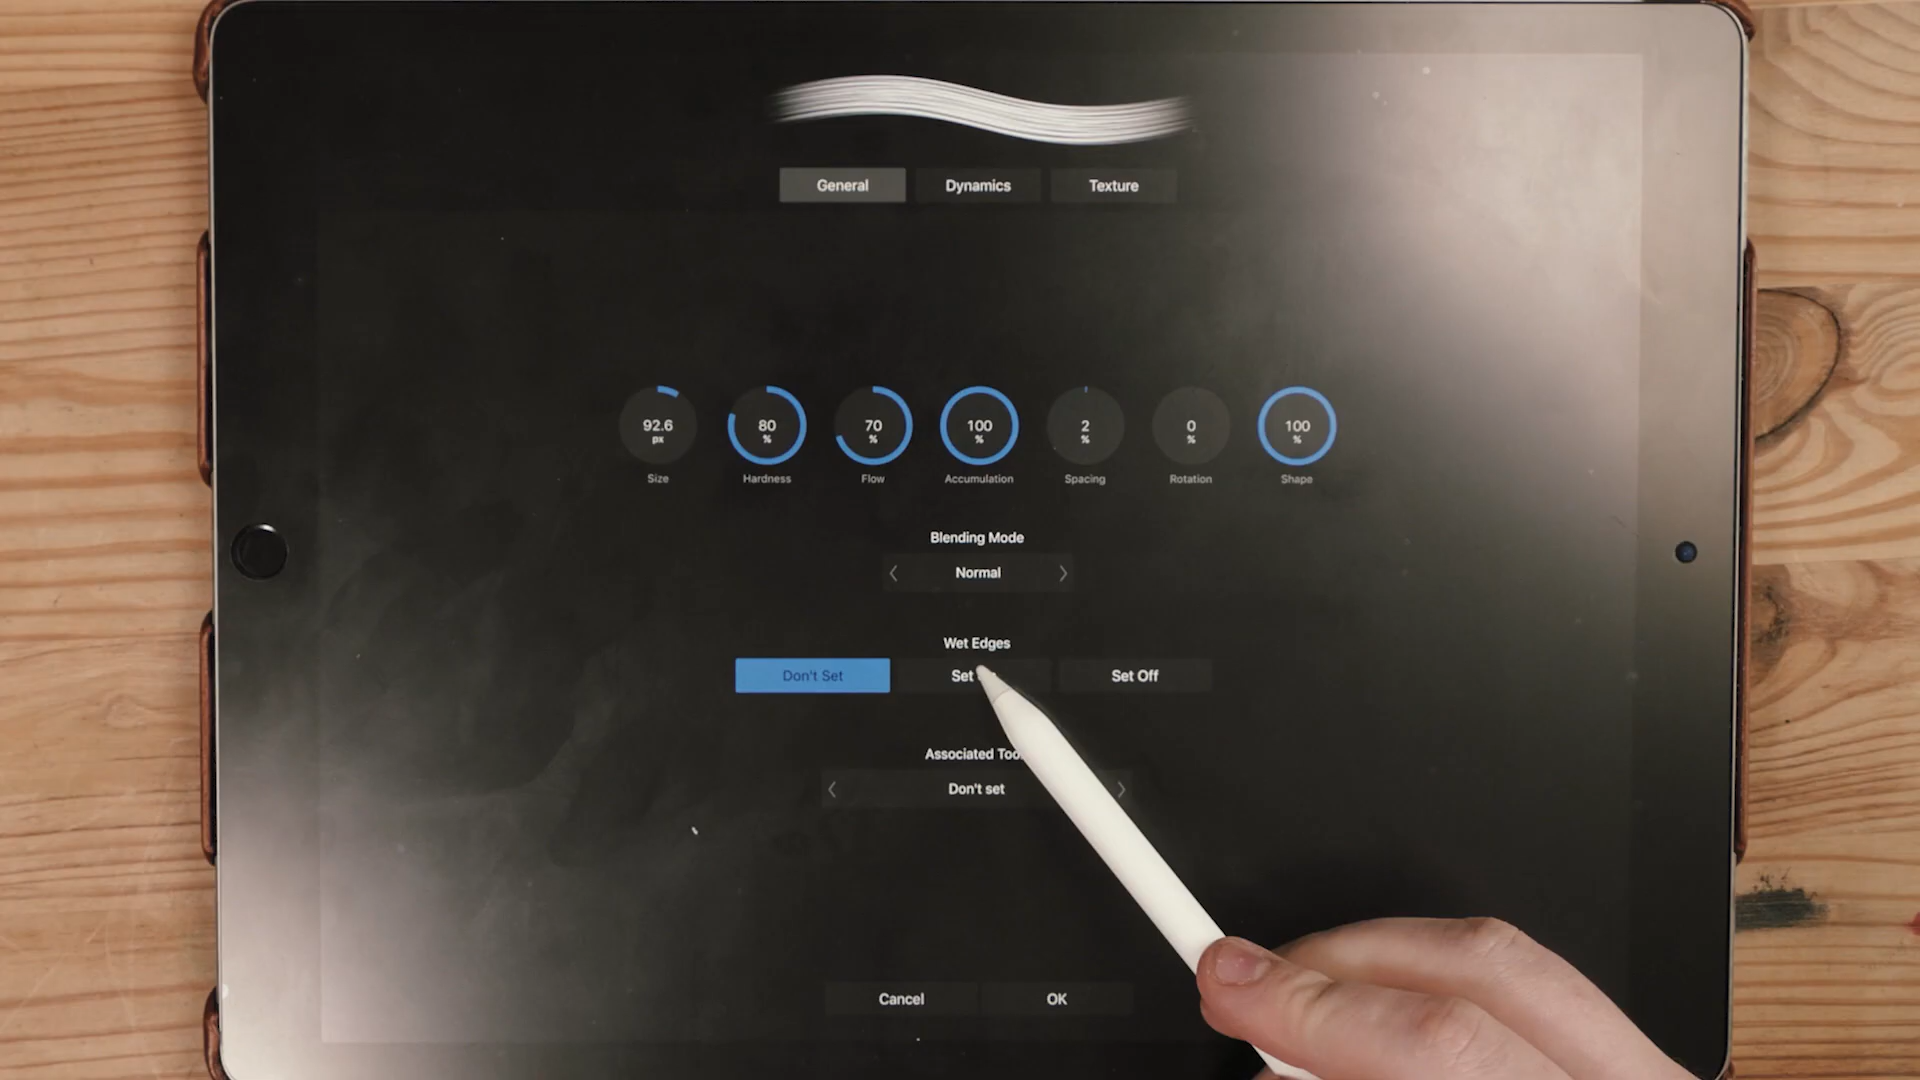 General Dynamics Texture
92.6 80 70 100 2 0 100
px % % % % % %
Size Hardness Flow Accumulation Spacing Rotation Shape
Blending Mode
Normal
Wet Edges
Don't Set Set Set Off
Associated
Don't set
Cancel OK